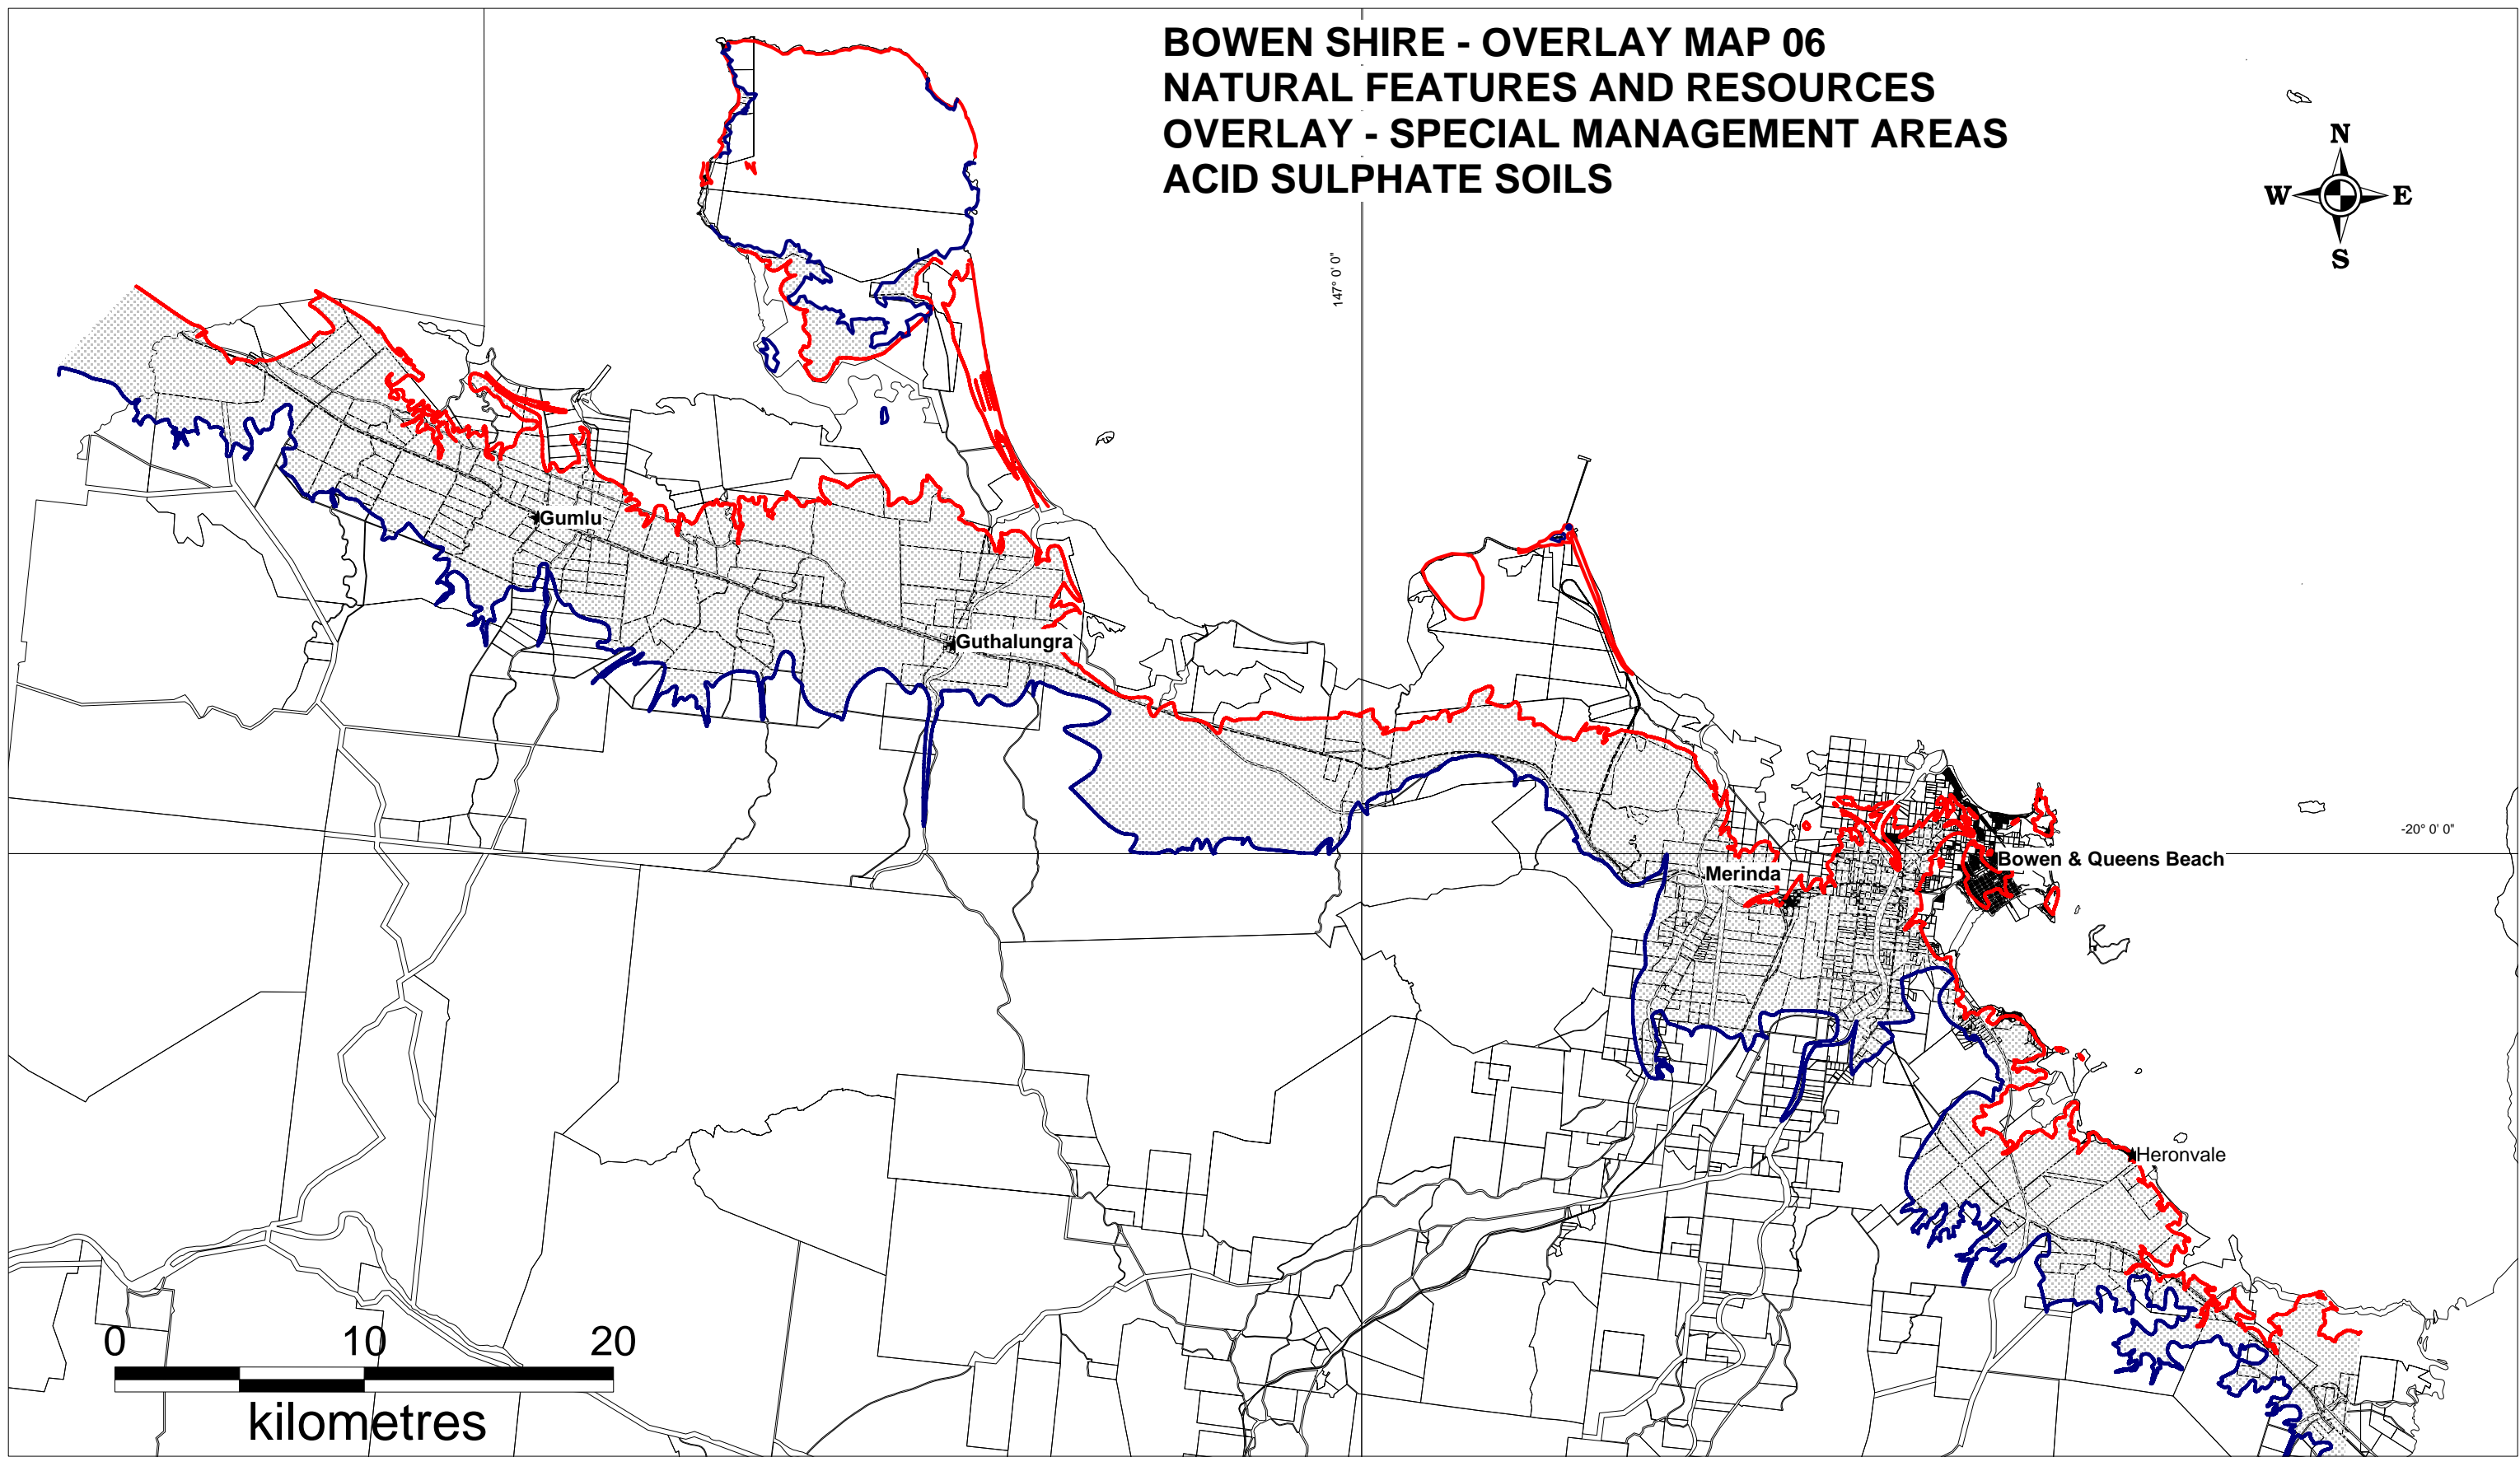 BOWEN SHIRE - OVERLAY MAP 06
NATURAL FEATURES AND RESOURCES
OVERLAY - SPECIAL MANAGEMENT AREAS
ACID SULPHATE SOILS
N
W E
S
147° 0' 0"
Gumlu
Guthalungra
-20° 0' 0"
Bowen & Queens Beach
Merinda
Heronvale
0 10 20
kilometres